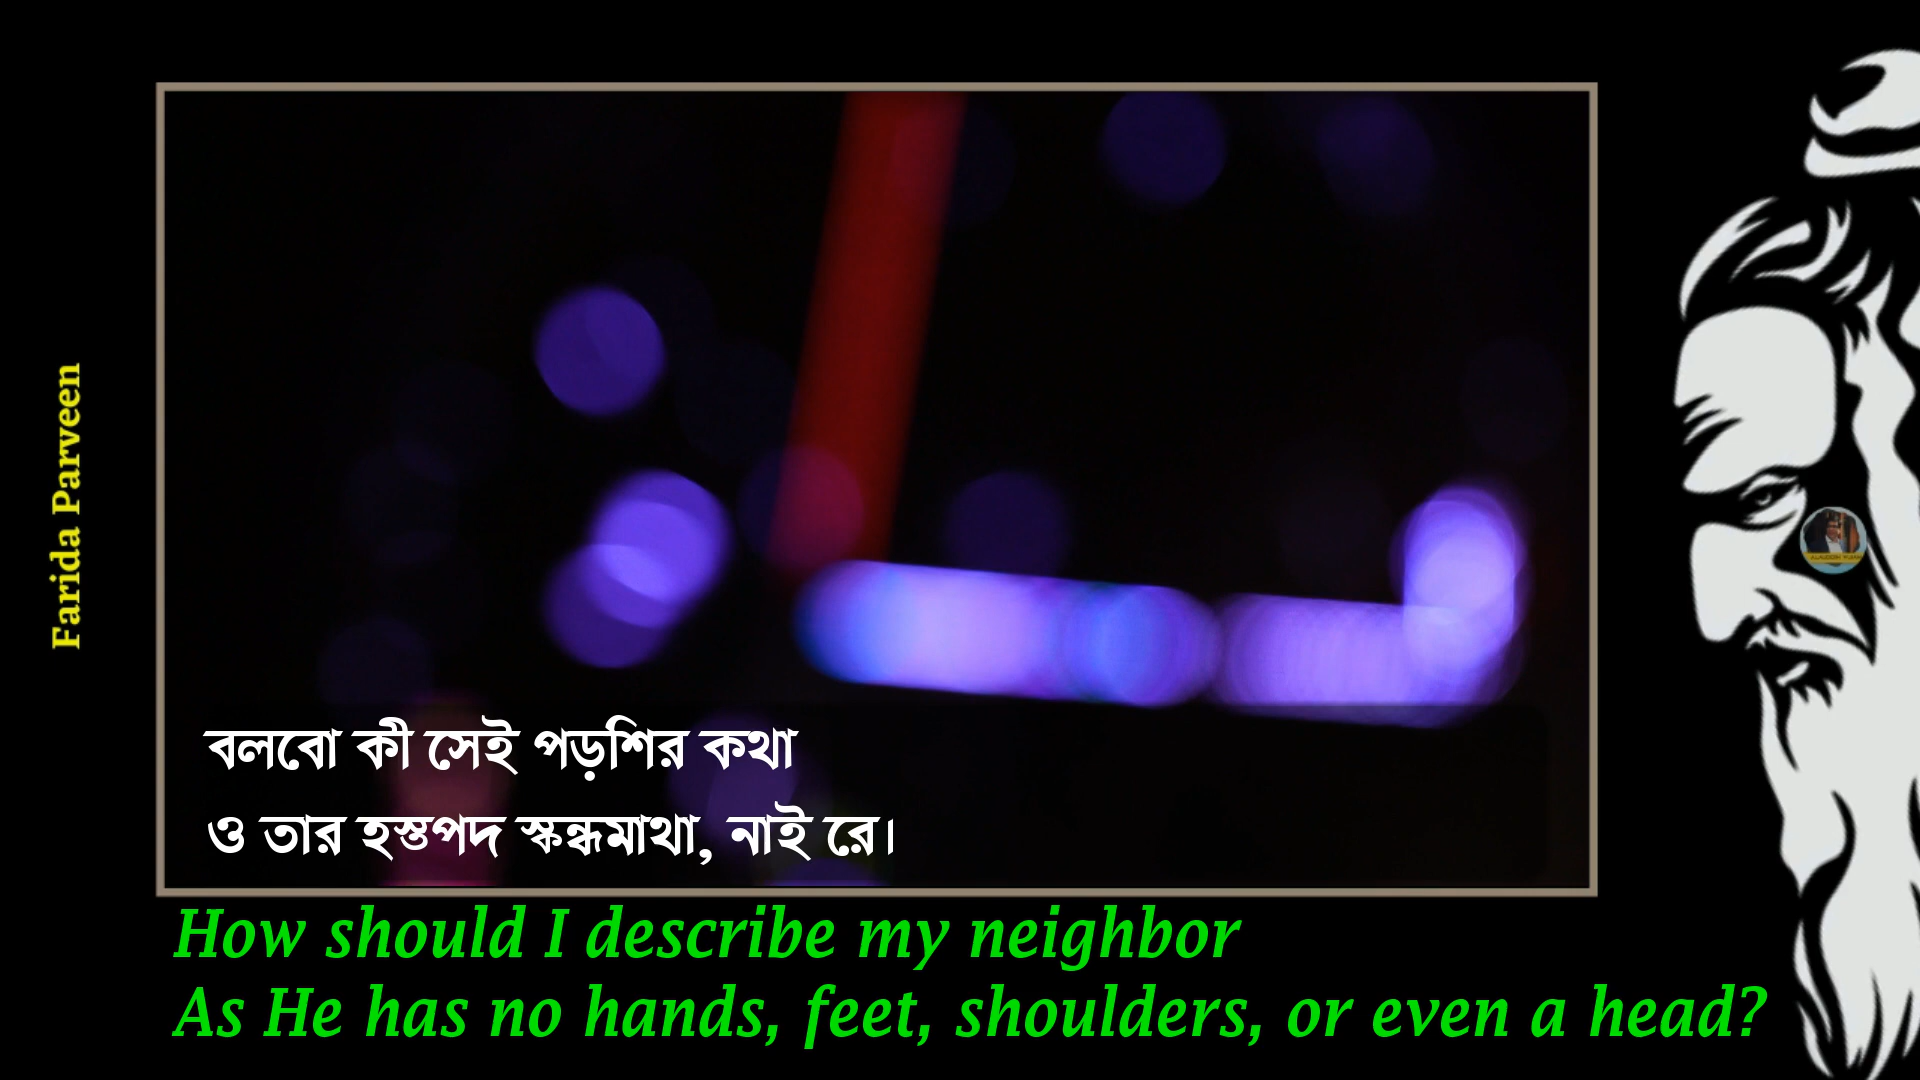 Farida Parveen
বলবো কী সেই পড়শির কথা
ও তার হস্তপদ স্কন্ধমাথা, নাই রে।
How should I describe my neighbor
As He has no hands, feet, shoulders, or even a head?